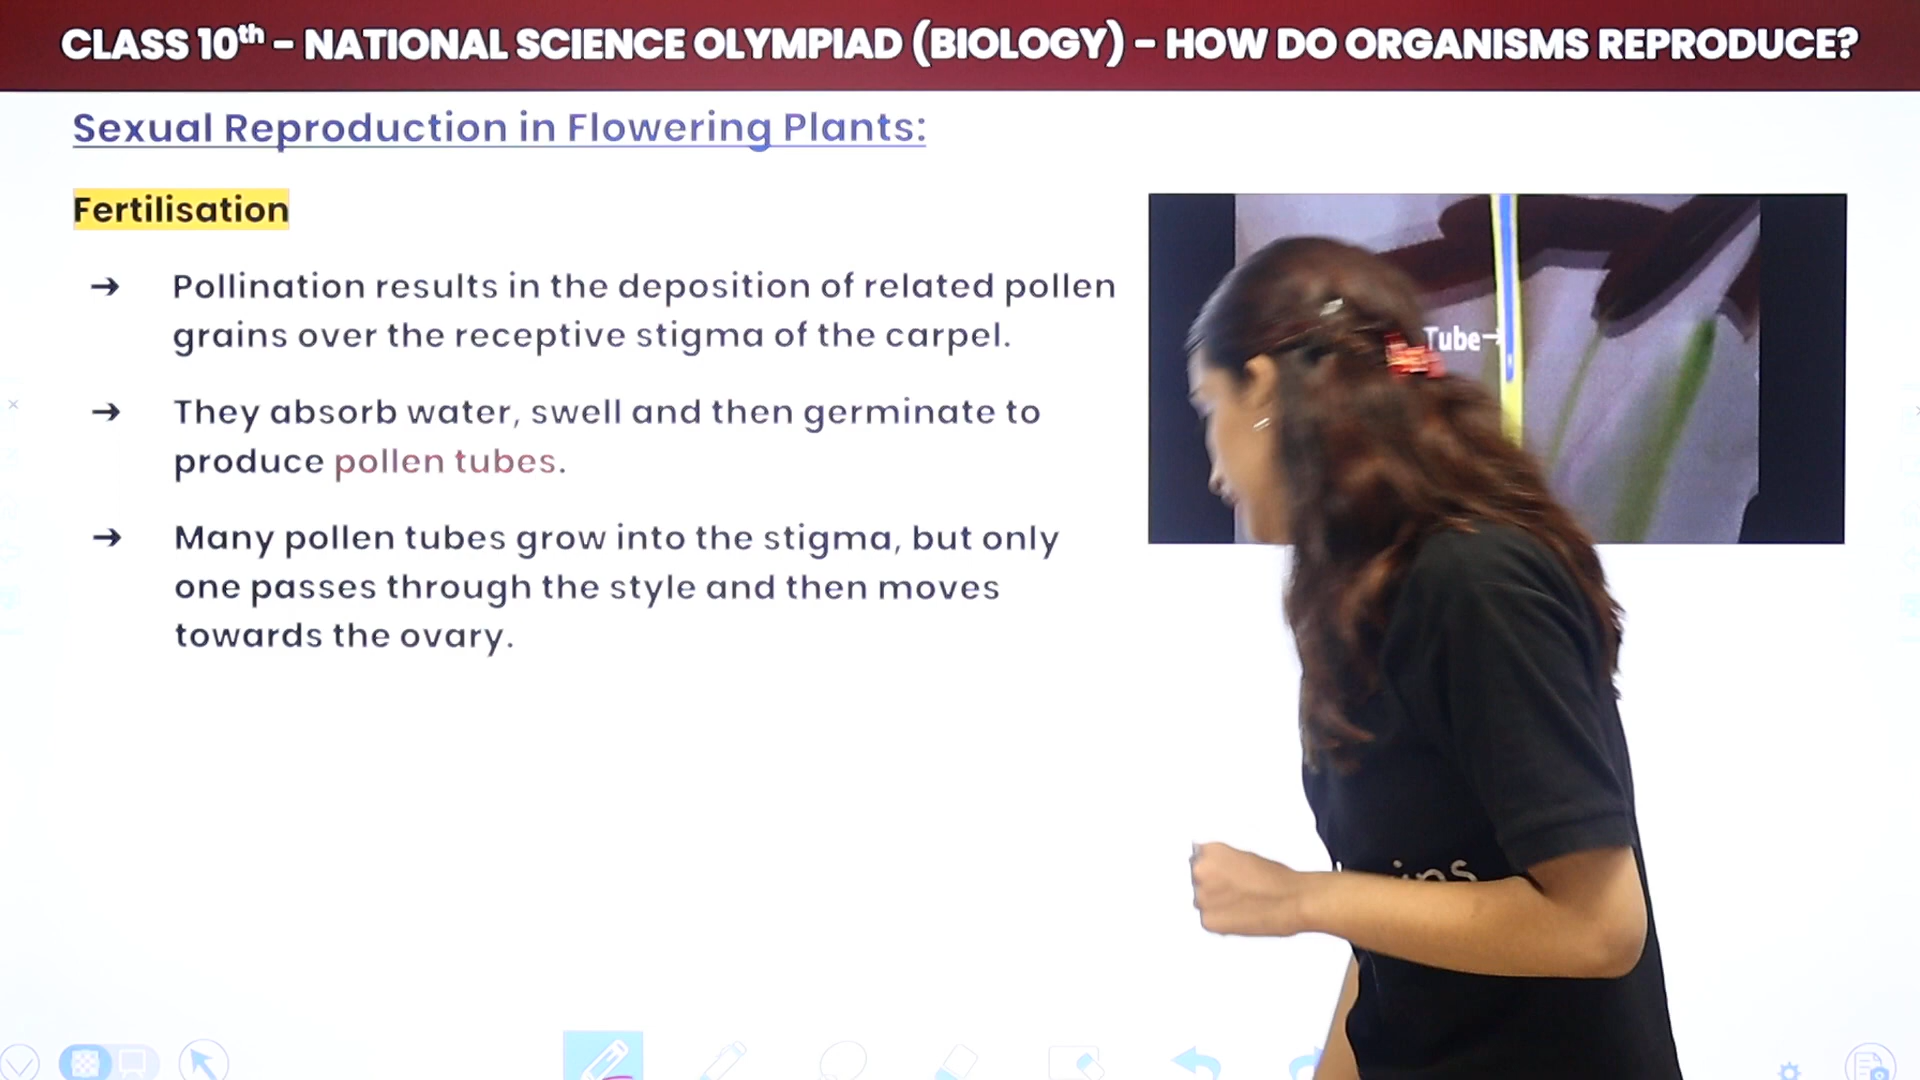 CLASS 10th – NATIONAL SCIENCE OLYMPIAD (BIOLOGY) – HOW DO ORGANISMS REPRODUCE?
Sexual Reproduction in Flowering Plants:
Fertilisation
➔ Pollination results in the deposition of related pollen
grains over the receptive stigma of the carpel.
➔ They absorb water, swell and then germinate to
produce pollen tubes.
➔ Many pollen tubes grow into the stigma, but only
one passes through the style and then moves
towards the ovary.
Tube→